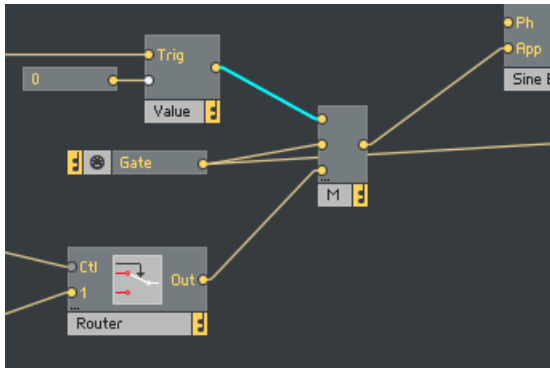 Ph
App
Sine
Trig
0
Value
Gate
M
Ctl
1
Out
...
Router
...